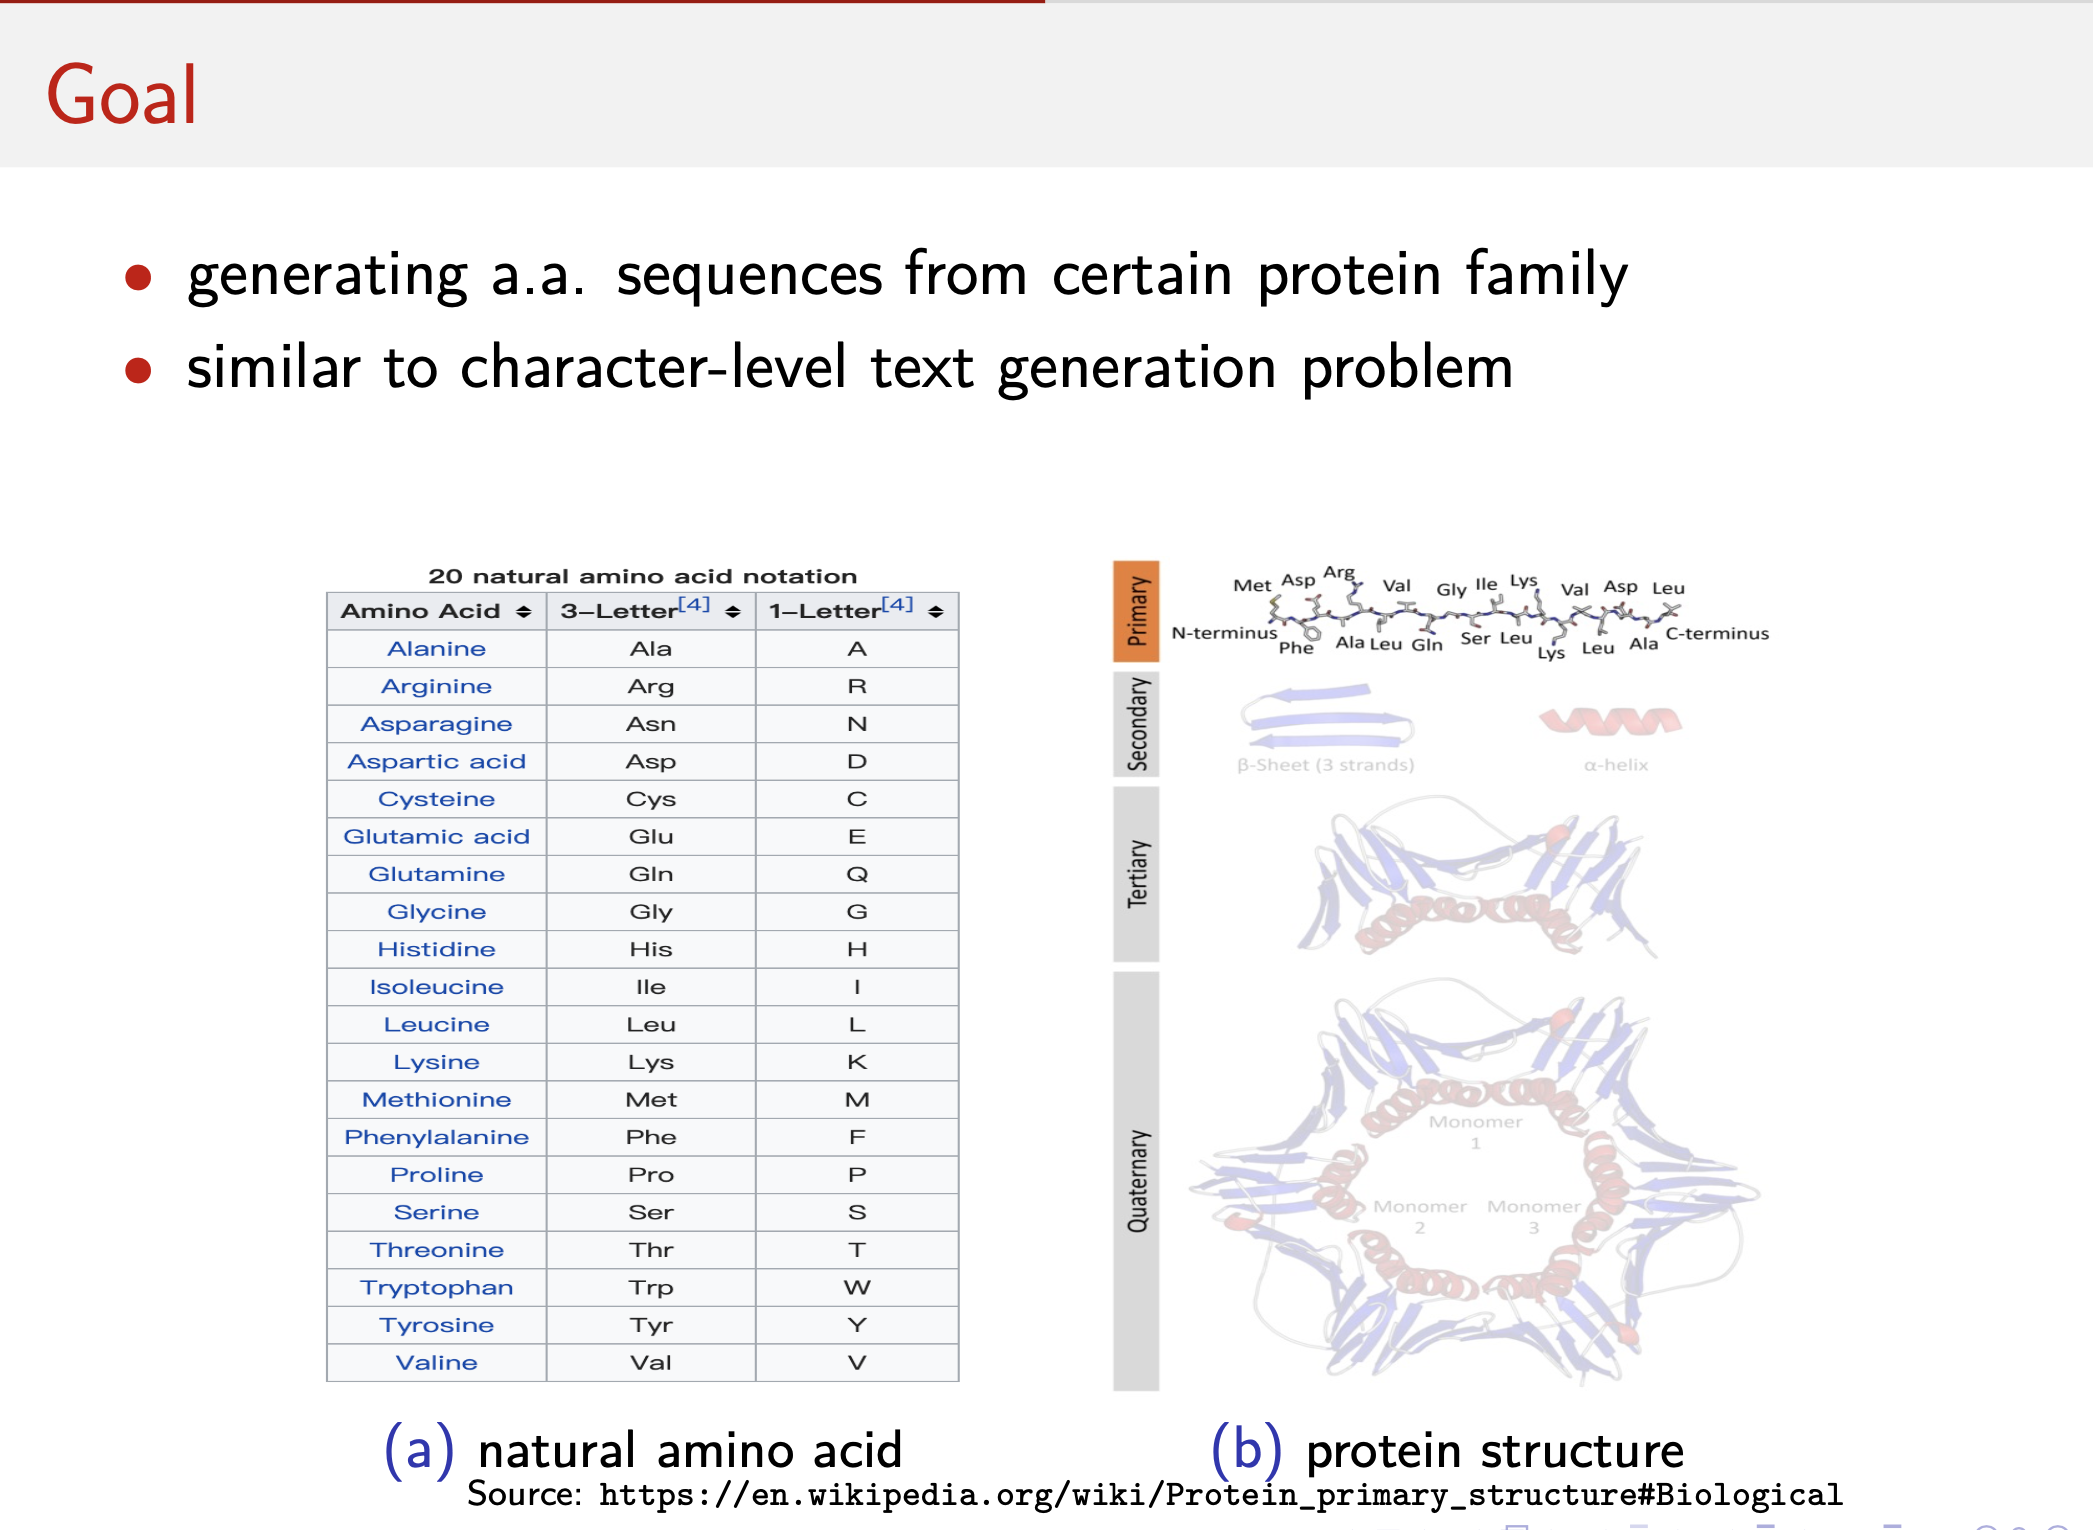 Goal
• generating a.a. sequences from certain protein family
• similar to character-level text generation problem
20 natural amino acid notation
Amino Acid 3-Letter[4] 1-Letter[4]
Alanine Ala A
Arginine Arg R
Asparagine Asn N
Aspartic acid Asp D
Cysteine Cys C
Glutamic acid Glu E
Glutamine Gln Q
Glycine Gly G
Histidine His H
Isoleucine Ile I
Leucine Leu L
Lysine Lys K
Methionine Met M
Phenylalanine Phe F
Proline Pro P
Serine Ser S
Threonine Thr T
Tryptophan Trp W
Tyrosine Tyr Y
Valine Val V
(a) natural amino acid
Primary
Met Asp Arg Val Gly Ile Lys Val Asp Leu
N-terminus Phe Ala Leu Gln Ser Leu Lys Leu Ala C-terminus
Secondary
β-Sheet (3 strands) α-helix
Tertiary
Quaternary
Monomer
1
Monomer Monomer
2 3
(b) protein structure
Source: https://en.wikipedia.org/wiki/Protein_primary_structure#Biological